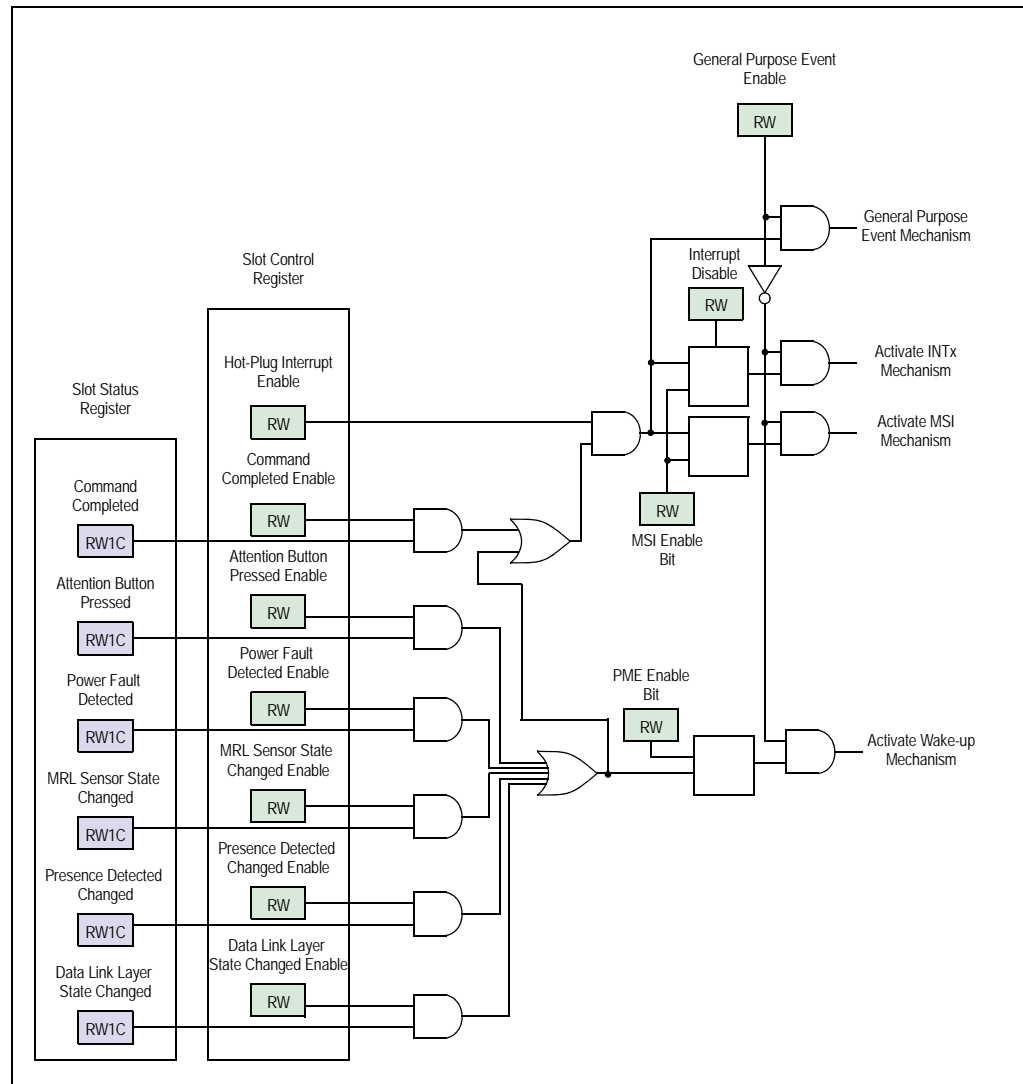 General Purpose Event
Enable
RW
General Purpose
Event Mechanism
Slot Control
Register
Interrupt
Disable
RW
Hot-Plug Interrupt
Enable
RW
Activate INTx
Mechanism
Slot Status
Register
Activate MSI
Mechanism
Command
Completed Enable
RW
Command
Completed
RW1C
RW
MSI Enable
Bit
Attention Button
Pressed Enable
RW
Attention Button
Pressed
RW1C
Power Fault
Detected Enable
RW
Power Fault
Detected
RW1C
PME Enable
Bit
RW
Activate Wake-up
Mechanism
MRL Sensor State
Changed Enable
RW
MRL Sensor State
Changed
RW1C
Presence Detected
Changed Enable
RW
Presence Detected
Changed
RW1C
Data Link Layer
State Changed Enable
RW
Data Link Layer
State Changed
RW1C